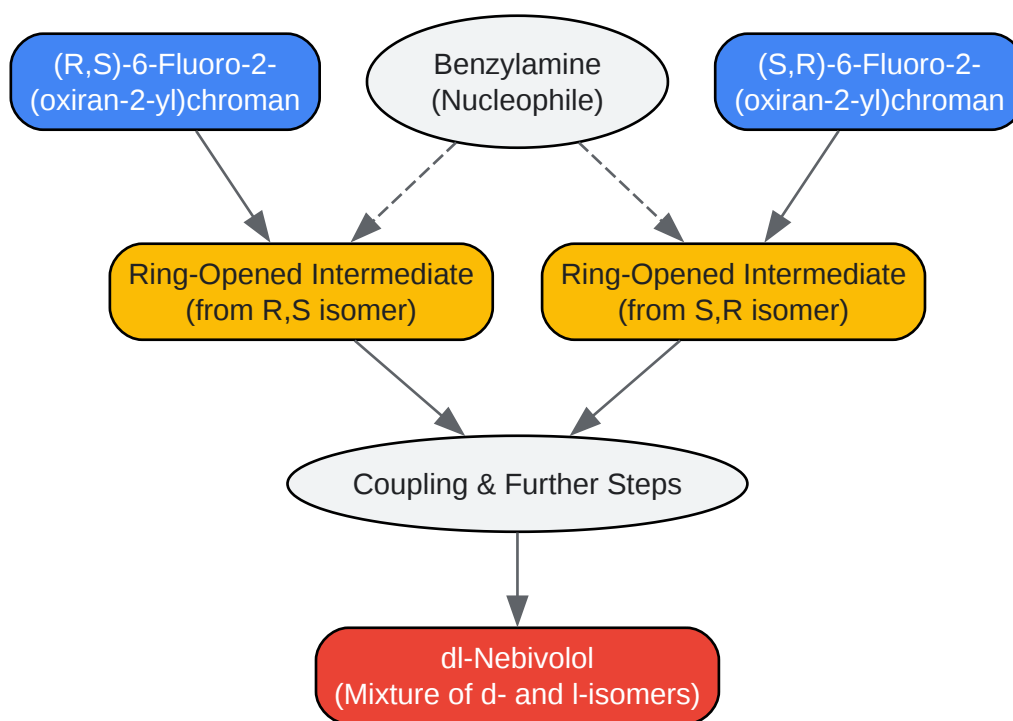 (R,S)-6-Fluoro-2-
(oxiran-2-yl)chroman
Benzylamine
(Nucleophile)
(S,R)-6-Fluoro-2-
(oxiran-2-yl)chroman
Ring-Opened Intermediate
(from R,S isomer)
Ring-Opened Intermediate
(from S,R isomer)
Coupling & Further Steps
dl-Nebivolol
(Mixture of d- and l-isomers)